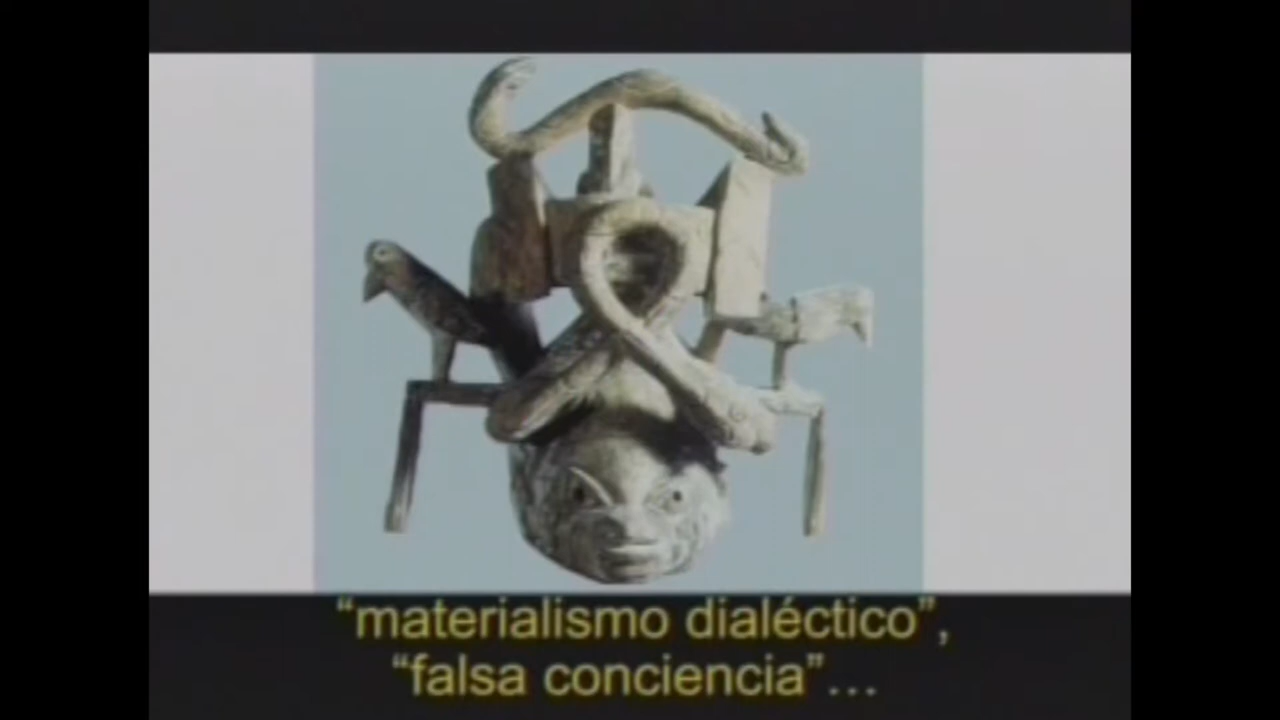 “materialismo dialéctico”,
“falsa conciencia”...